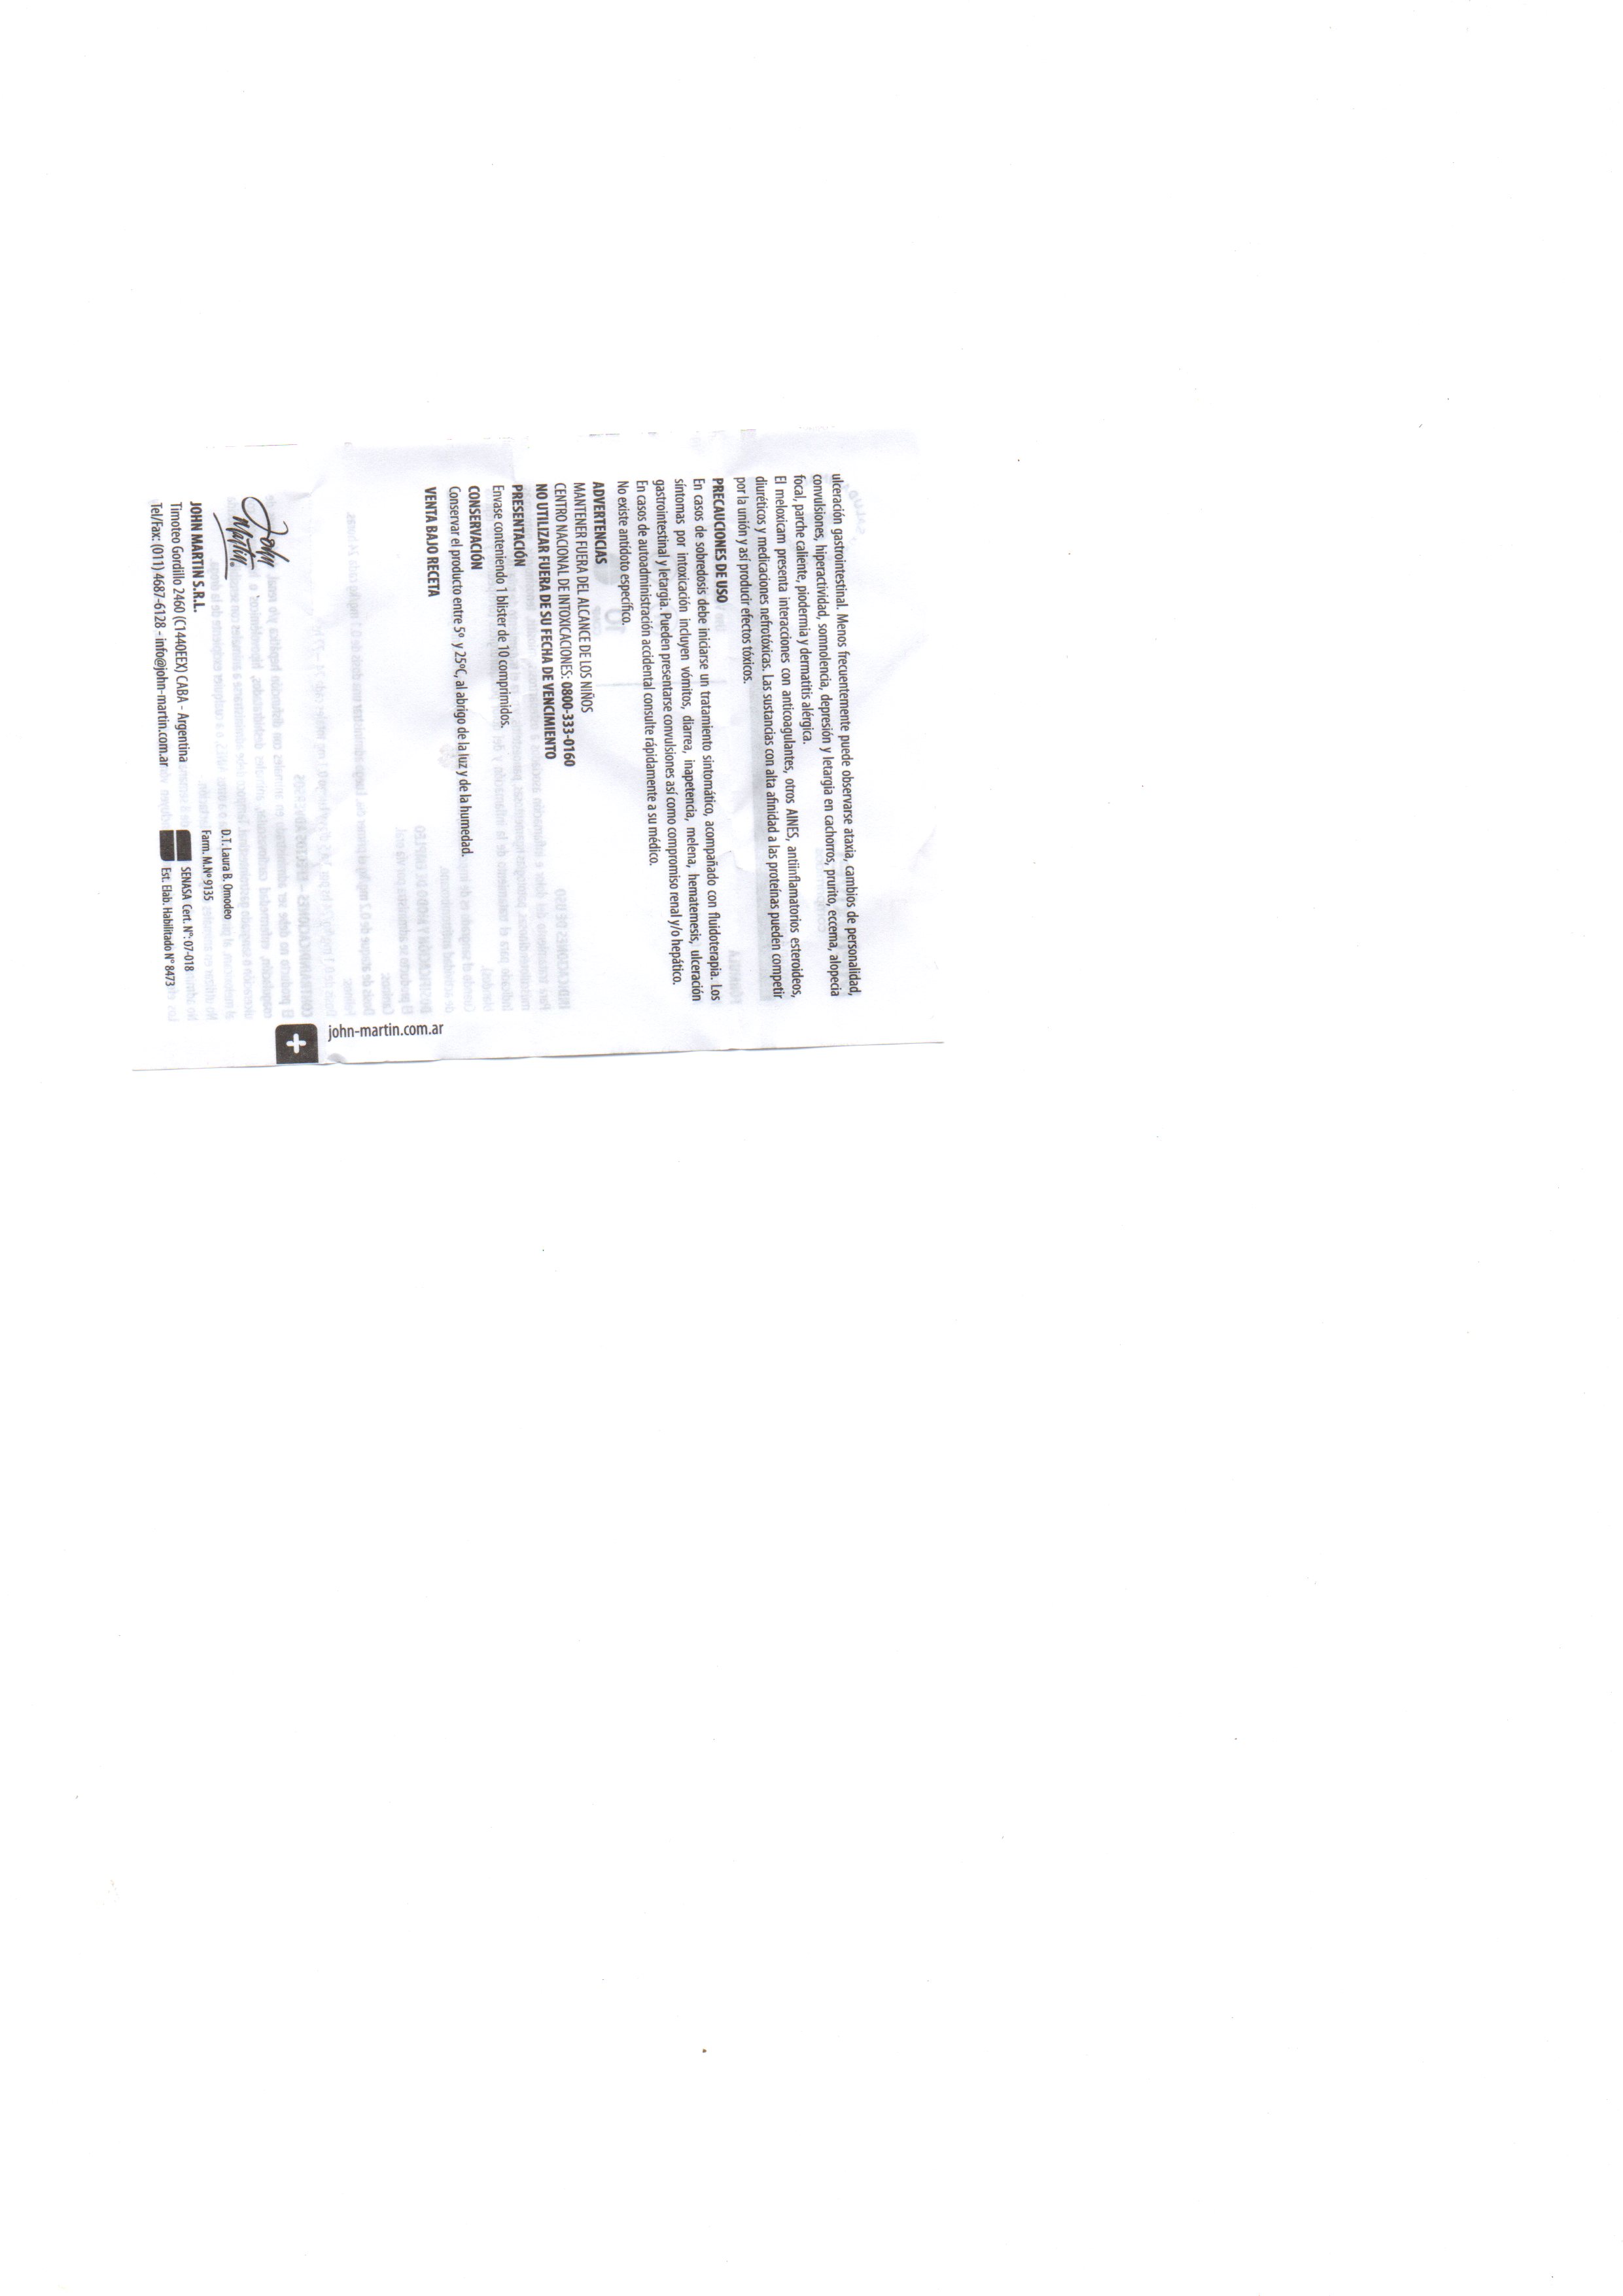 ulceración gastrointestinal. Menos frecuentemente puede observarse ataxia, cambios de personalidad,
convulsiones, hiperactividad, somnolencia, depresión y letargia en cachorros, prurito, eccema, alopecia
focal, parche caliente, piodermia y dermatitis alérgica.
El meloxicam presenta interacciones con anticoagulantes, otros AINES, antiinflamatorios esteroideos,
diuréticos y medicaciones nefrotóxicas. Las sustancias con alta afinidad a las proteínas pueden competir
por la unión y así producir efectos tóxicos.
PRECAUCIONES DE USO
En casos de sobredosis debe iniciarse un tratamiento sintomático, acompañado con fluidoterapia. Los
síntomas por intoxicación incluyen vómitos, diarrea, inapetencia, melena, hematemesis, ulceración
gastrointestinal y letargia. Pueden presentarse convulsiones así como compromiso renal y/o hepático.
En casos de autoadministración accidental consulte rápidamente a su médico.
No existe antídoto específico.
ADVERTENCIAS
MANTENER FUERA DEL ALCANCE DE LOS NIÑOS
CENTRO NACIONAL DE INTOXICACIONES: 0800-333-0160
NO UTILIZAR FUERA DE SU FECHA DE VENCIMIENTO
PRESENTACIÓN
Envase conteniendo 1 blister de 10 comprimidos.
CONSERVACIÓN
Conservar el producto entre 5º y 25ºC, al abrigo de la luz y de la humedad.
VENTA BAJO RECETA
john-martin.com.ar
John
Martin
JOHN MARTIN S.R.L.
Timoteo Gordillo 2460 (C1440EEX) CABA - Argentina
Tel/Fax: (011) 4687-6128 - info@john-martin.com.ar
D.T. Laura B. Omodeo
Farm. M.Nº 9135
SENASA Cert. Nº: 07-018
Est. Elab. Habilitado Nº 8473